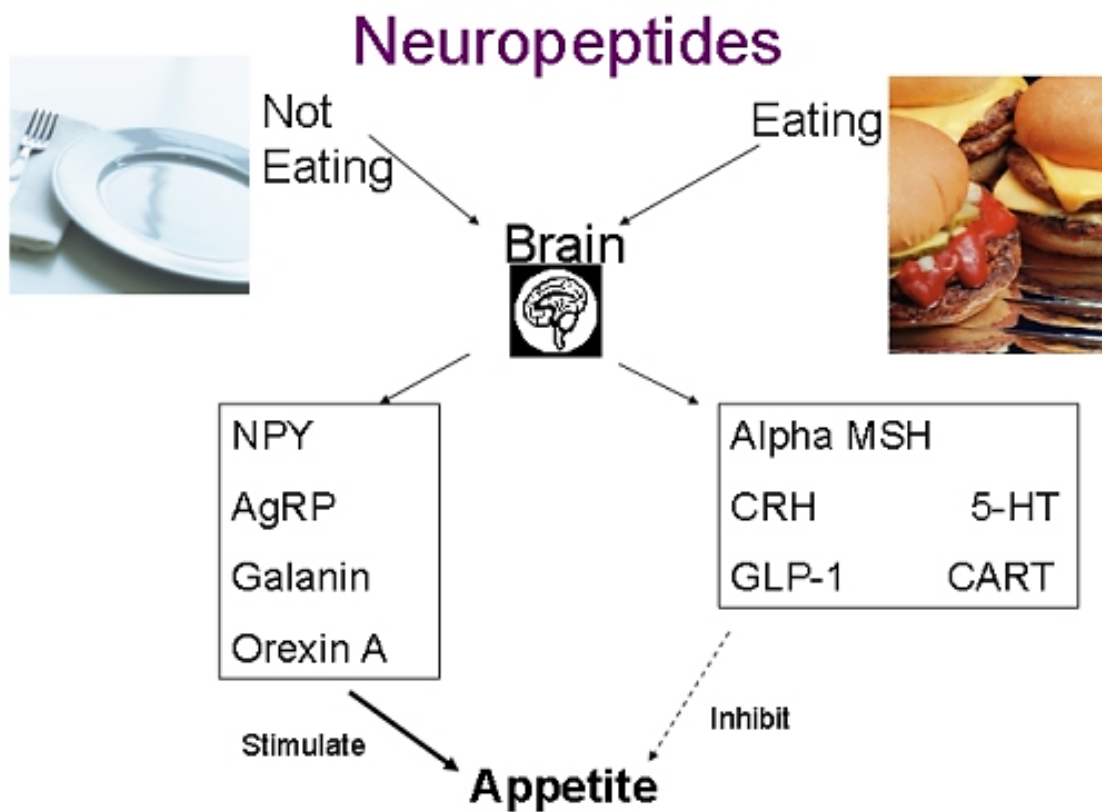 Neuropeptides
Not
Eating
Eating
Brain
NPY
AgRP
Galanin
Orexin A
Alpha MSH
CRH 5-HT
GLP-1 CART
Stimulate
Inhibit
Appetite